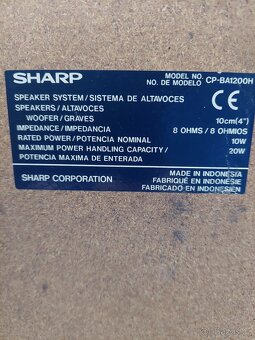 SHARP
MODEL NO.
NO. DE MODELO
CP-BA1200H
SPEAKER SYSTEM / SISTEMA DE ALTAVOCES
SPEAKERS / ALTAVOCES
WOOFER / GRAVES 10cm(4")
IMPEDANCE / IMPEDANCIA 8 OHMS / 8 OHMIOS
RATED POWER / POTENCIA NOMINAL 10W
MAXIMUM POWER HANDLING CAPACITY / 20W
POTENCIA MAXIMA DE ENTERADA
SHARP CORPORATION
MADE IN INDONESIA
FABRIQUÉ EN INDONÉSIE
FABRICADO EN INDONESIEN
CE